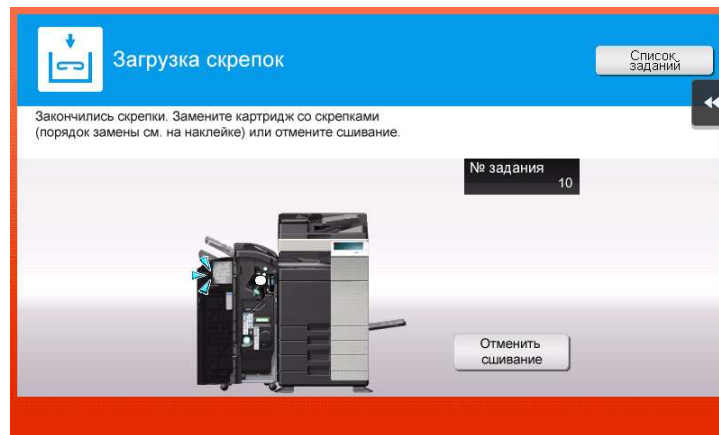 Загрузка скрепок
Список
заданий
Закончились скрепки. Замените картридж со скрепками
(порядок замены см. на наклейке) или отмените сшивание.
№ задания
10
Отменить
сшивание